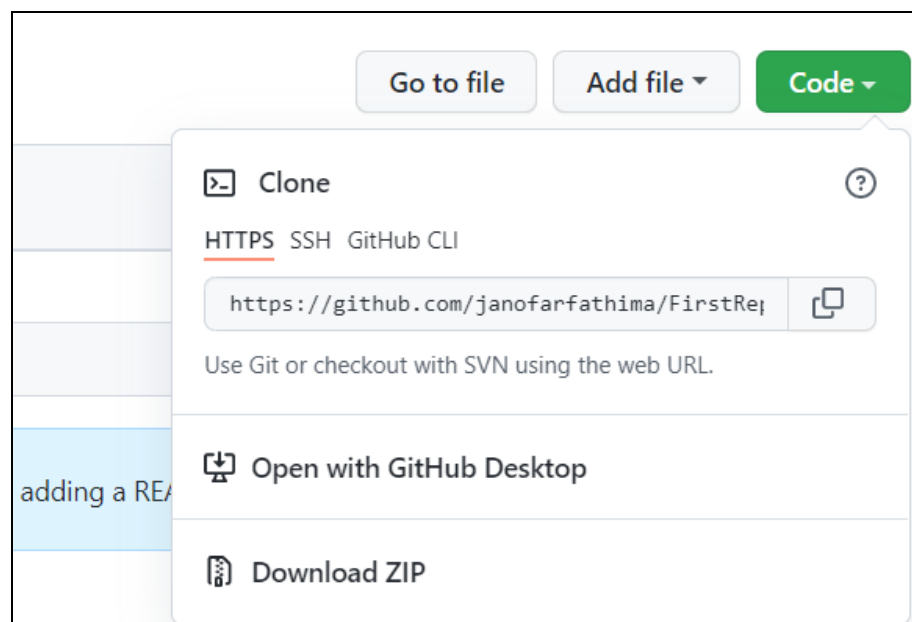 Go to file Add file Code
Clone
HTTPS SSH GitHub CLI
https://github.com/janofarfathima/FirstRep
Use Git or checkout with SVN using the web URL.
Open with GitHub Desktop
adding a REA
Download ZIP